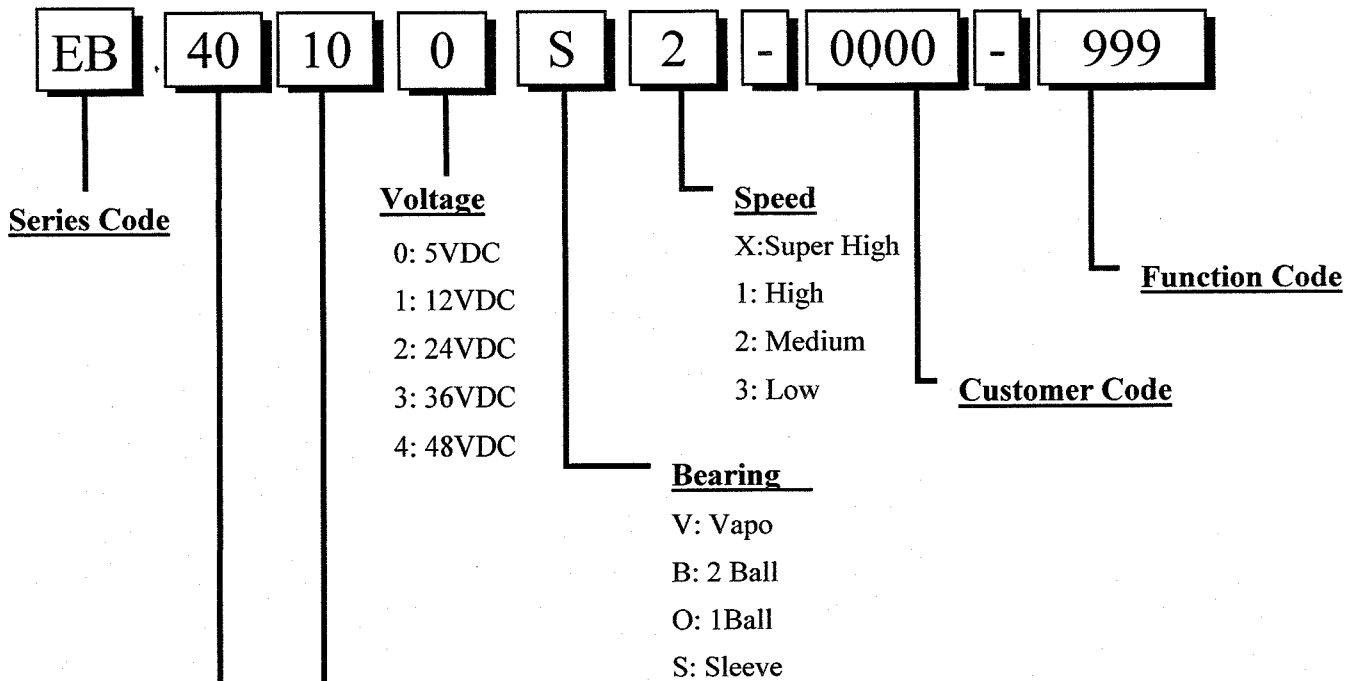 EB . 40 10 0 S 2 - 0000 - 999
Series Code
Voltage
0: 5VDC
1: 12VDC
2: 24VDC
3: 36VDC
4: 48VDC
Speed
X:Super High
1: High
2: Medium
3: Low
Function Code
Customer Code
Bearing
V: Vapo
B: 2 Ball
O: 1Ball
S: Sleeve